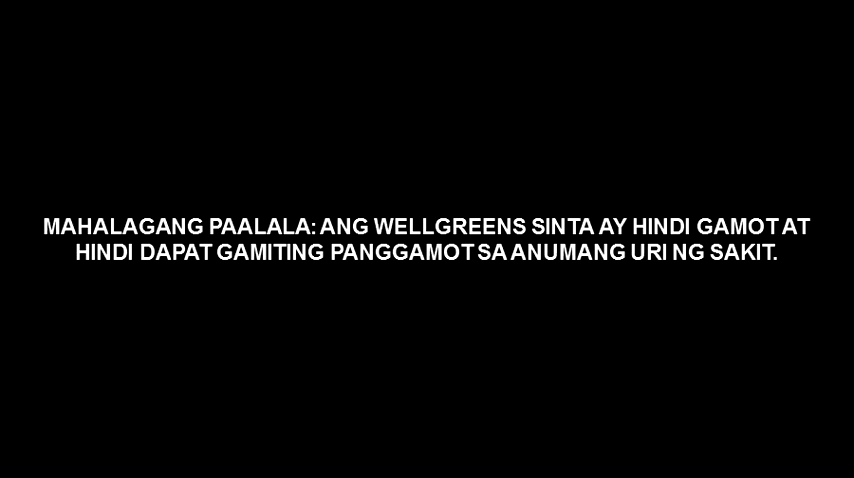 MAHALAGANG PAALALA: ANG WELLGREENS SINTA AY HINDI GAMOT AT
HINDI DAPAT GAMITING PANGGAMOT SA ANUMANG URI NG SAKIT.